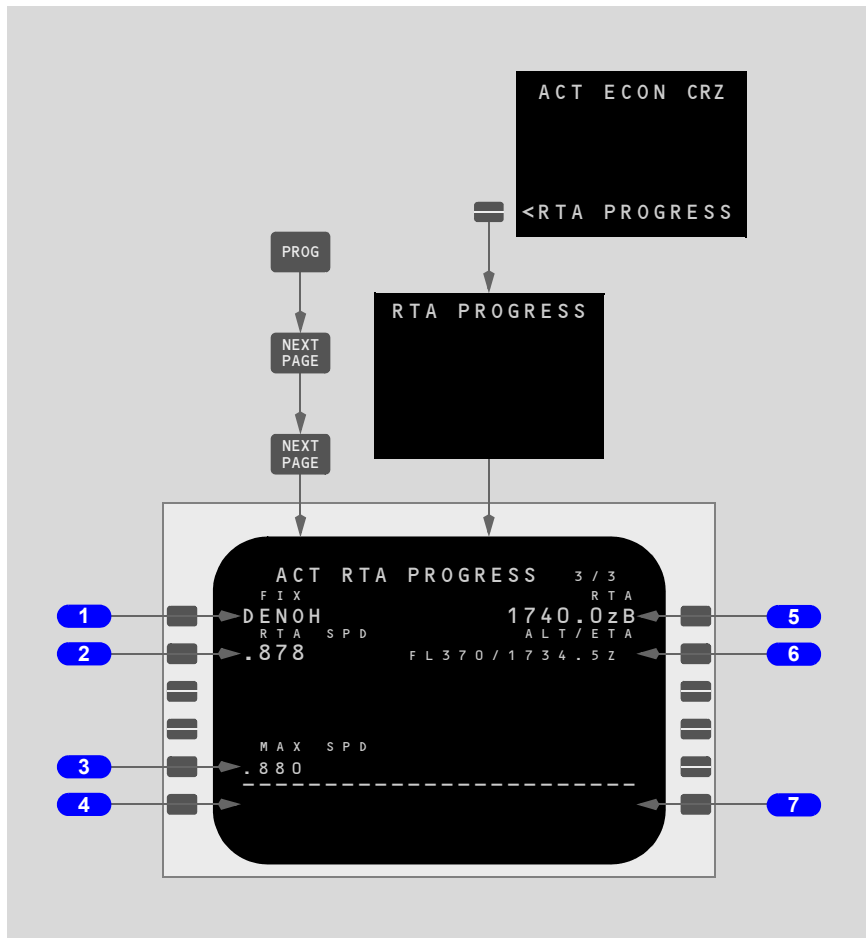 ACT ECON CRZ
<RTA PROGRESS
PROG
NEXT
PAGE
RTA PROGRESS
NEXT
PAGE
ACT RTA PROGRESS 3/3
FIX RTA
1 DENOH 1740.0zB 5
RTA SPD ALT/ETA
2 .878 FL370/1734.5Z 6
MAX SPD
3 .880
4 7